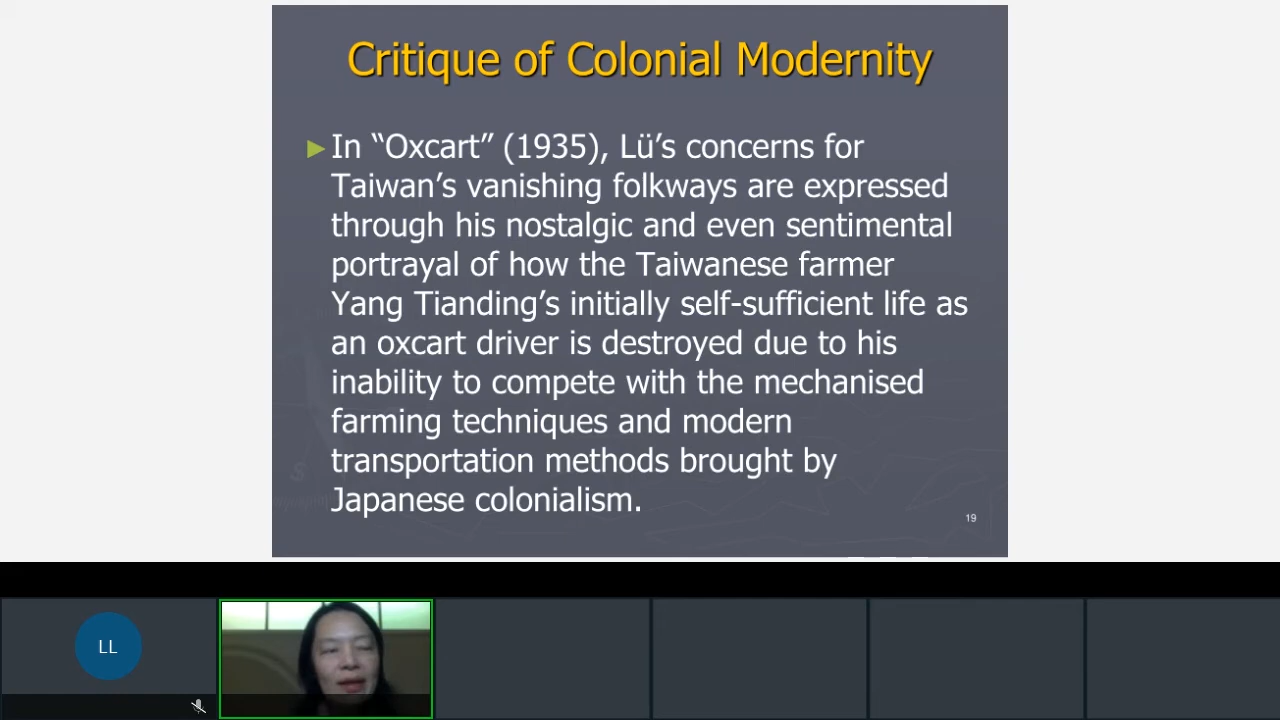 Critique of Colonial Modernity
In “Oxcart” (1935), Lü’s concerns for
Taiwan’s vanishing folkways are expressed
through his nostalgic and even sentimental
portrayal of how the Taiwanese farmer
Yang Tianding’s initially self-sufficient life as
an oxcart driver is destroyed due to his
inability to compete with the mechanised
farming techniques and modern
transportation methods brought by
Japanese colonialism.
19
LL